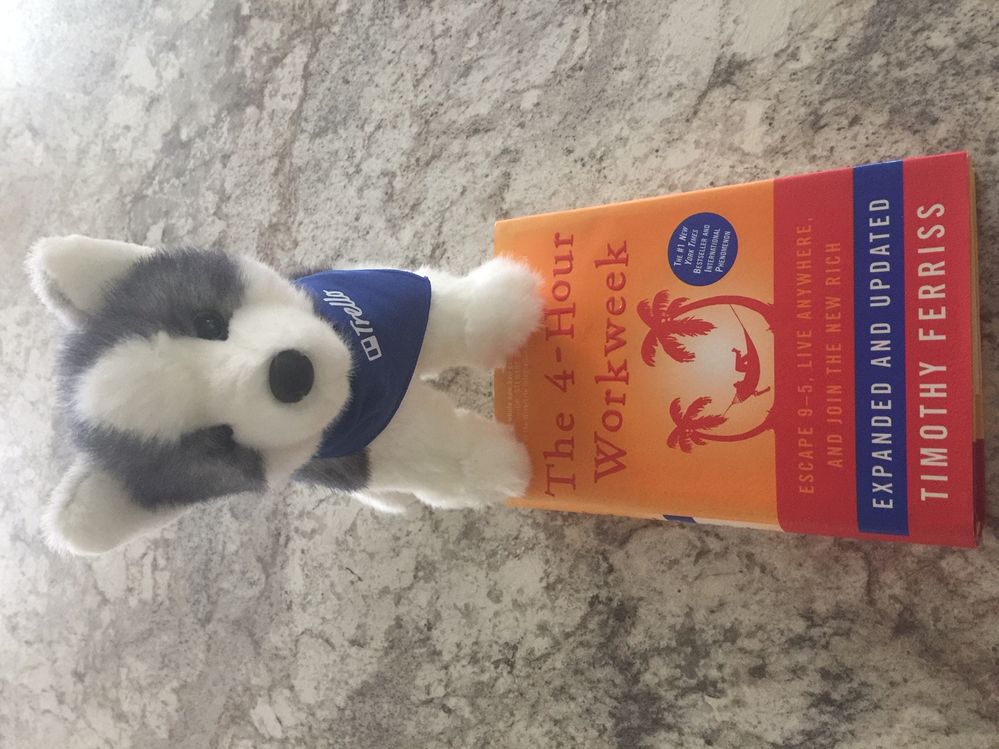 Trello
The 4-Hour
Workweek
THE #1 NEW
YORK TIMES
BESTSELLER AND
INTERNATIONAL
PHENOMENON
ESCAPE 9–5, LIVE ANYWHERE,
AND JOIN THE NEW RICH
EXPANDED AND UPDATED
TIMOTHY FERRISS